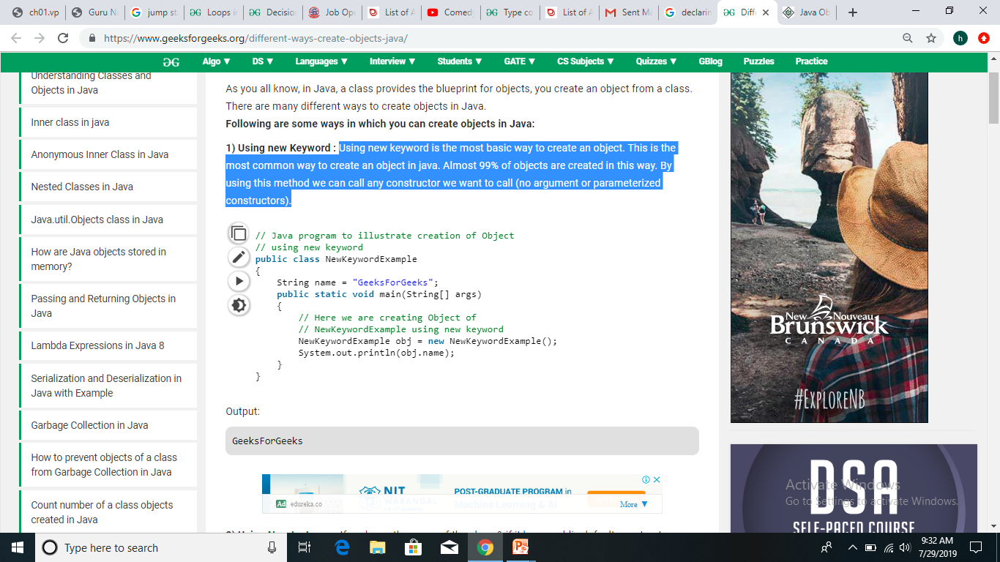 ch01.vp
Guru Na
jump st
Loops in
Decision
Job Ope
List of A
Comed
Type co
List of A
Sent Ma
declarin
Diff
Java Ob
https://www.geeksforgeeks.org/different-ways-create-objects-java/
h
Algo ▼ DS ▼ Languages ▼ Interview ▼ Students ▼ GATE ▼ CS Subjects ▼ Quizzes ▼ GBlog Puzzles Practice
Understanding Classes and
Objects in Java
Inner class in java
Anonymous Inner Class in Java
Nested Classes in Java
Java.util.Objects class in Java
How are Java objects stored in
memory?
Passing and Returning Objects in
Java
Lambda Expressions in Java 8
Serialization and Deserialization in
Java with Example
Garbage Collection in Java
How to prevent objects of a class
from Garbage Collection in Java
Count number of a class objects
created in Java
As you all know, in Java, a class provides the blueprint for objects, you create an object from a class.
There are many different ways to create objects in Java.
Following are some ways in which you can create objects in Java:
1) Using new Keyword : Using new keyword is the most basic way to create an object. This is the
most common way to create an object in java. Almost 99% of objects are created in this way. By
using this method we can call any constructor we want to call (no argument or parameterized
constructors).
// Java program to illustrate creation of Object
// using new keyword
public class NewKeywordExample
{
String name = "GeeksForGeeks";
public static void main(String[] args)
{
// Here we are creating Object of
// NewKeywordExample using new keyword
NewKeywordExample obj = new NewKeywordExample();
System.out.println(obj.name);
}
}
Output:
GeeksForGeeks
NIT
WARANGAL
POST-GRADUATE PROGRAM in
Machine Learning & AI
Ad edureka.co
More ▼
New Nouveau
Brunswick
CANADA
#EXPLORENB
DSA
SELF-PACED COURSE
Activate Windows
Go to Settings to activate Windows.
Type here to search
9:32 AM
7/29/2019